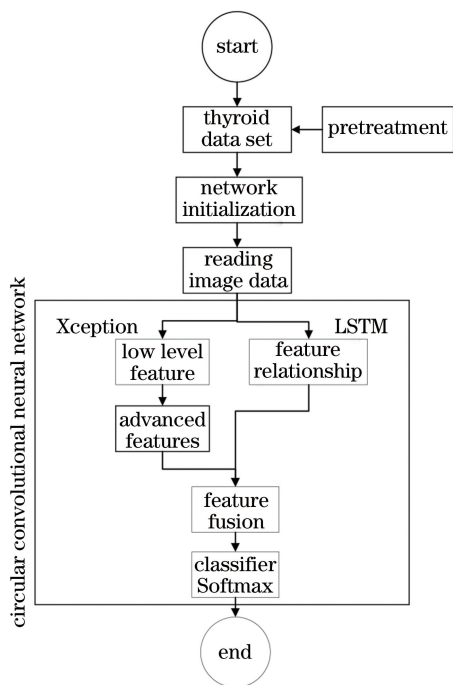 start
thyroid
data set
pretreatment
network
initialization
reading
image data
circular convolutional neural network
Xception
LSTM
low level
feature
feature
relationship
advanced
features
feature
fusion
classifier
Softmax
end